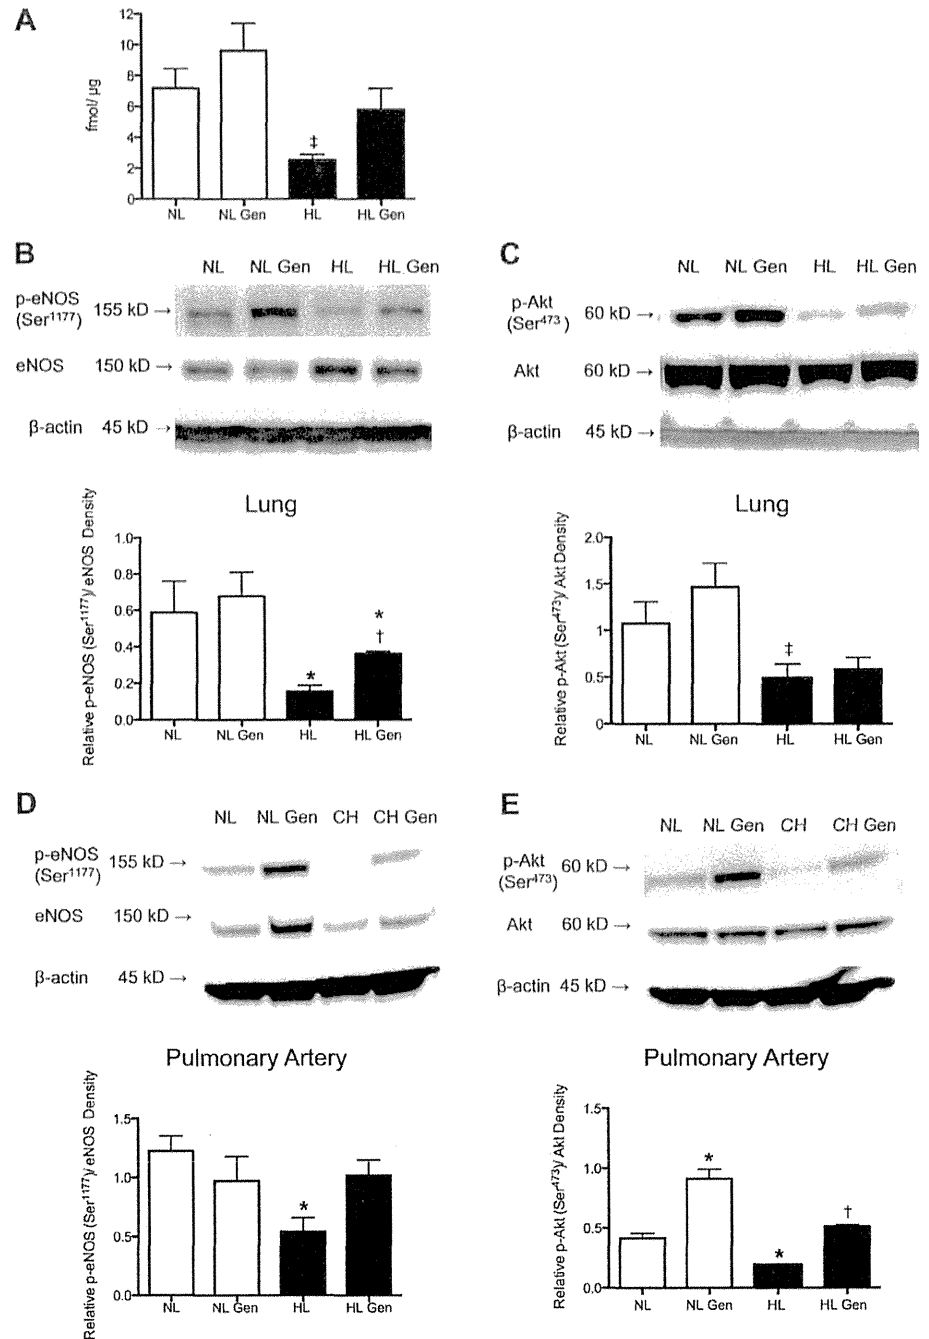 A
12
10
8
6
4
2
0
fmol/ µg
‡
NL NL Gen HL HL Gen
B
NL NL Gen HL HL Gen
p-eNOS
(Ser1177)
155 kD →
eNOS 150 kD →
β-actin 45 kD →
Lung
Relative p-eNOS (Ser1177)/ eNOS Density
1.0
0.8
0.6
0.4
0.2
0.0
*
*
†
NL NL Gen HL HL Gen
C
NL NL Gen HL HL Gen
p-Akt
(Ser473)
60 kD →
Akt 60 kD →
β-actin 45 kD →
Lung
Relative p-Akt (Ser473)/ Akt Density
2.0
1.5
1
0.5
0
‡
NL NL Gen HL HL Gen
D
NL NL Gen CH CH Gen
p-eNOS
(Ser1177)
155 kD →
eNOS 150 kD →
β-actin 45 kD →
Pulmonary Artery
Relative p-eNOS (Ser1177)/ eNOS Density
1.5
1.0
0.5
0.0
*
NL NL Gen HL HL Gen
E
NL NL Gen CH CH Gen
p-Akt
(Ser473)
60 kD →
Akt 60 kD →
β-actin 45 kD →
Pulmonary Artery
Relative p-Akt (Ser473)/ Akt Density
1.5
1.0
0.5
0.0
*
*
†
NL NL Gen HL HL Gen